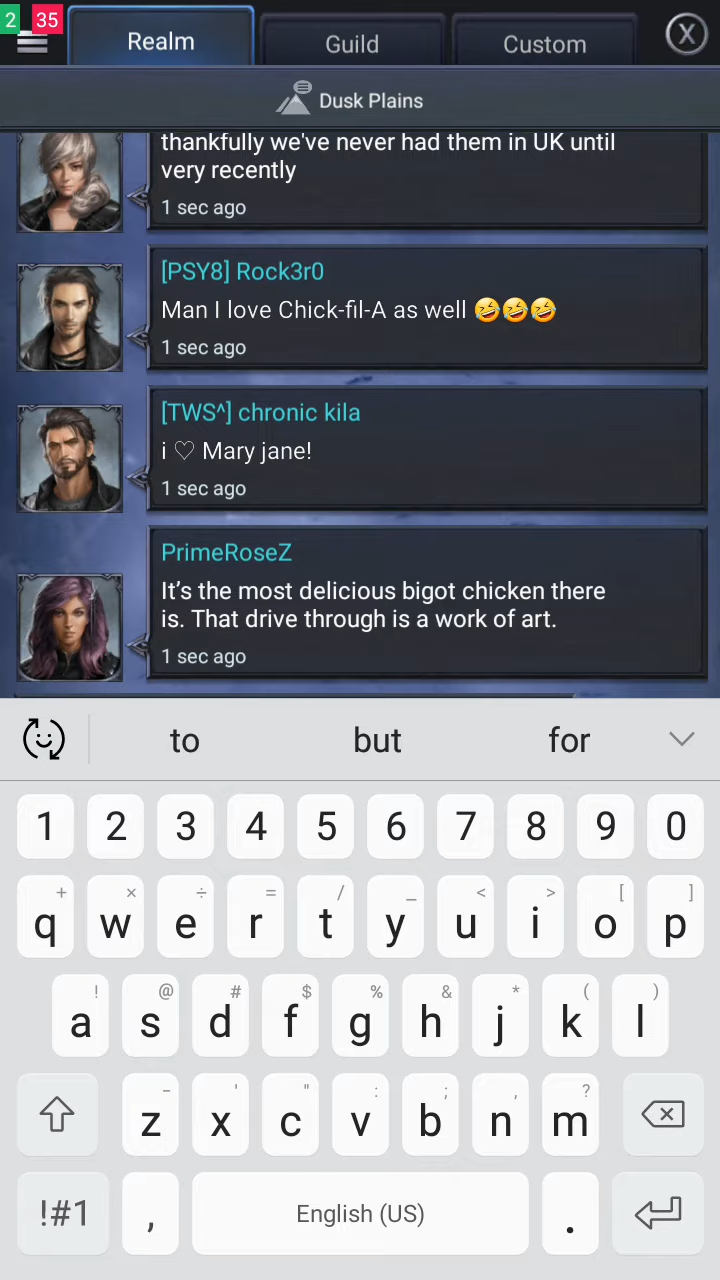 2 35
Realm
Guild
Custom
X
Dusk Plains
thankfully we've never had them in UK until
very recently
1 sec ago
[PSY8] Rock3r0
Man I love Chick-fil-A as well 🤣🤣🤣
1 sec ago
[TWS^] chronic kila
i ♡ Mary jane!
1 sec ago
PrimeRoseZ
It’s the most delicious bigot chicken there
is. That drive through is a work of art.
1 sec ago
to but for
1 2 3 4 5 6 7 8 9 0
+ × ÷ = / _ < > [ ]
q w e r t y u i o p
! @ # $ % & * ( )
a s d f g h j k l
- ' " : ; , ?
z x c v b n m
!#1 , English (US) .